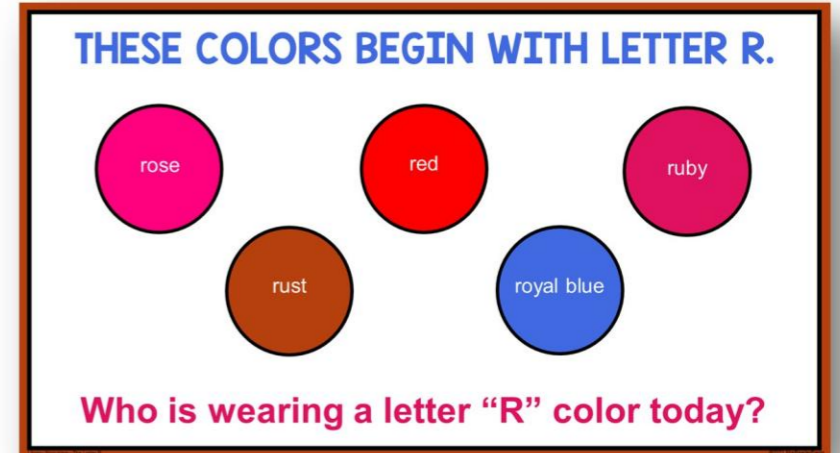 THESE COLORS BEGIN WITH LETTER R.
rose
red
ruby
rust
royal blue
Who is wearing a letter “R” color today?